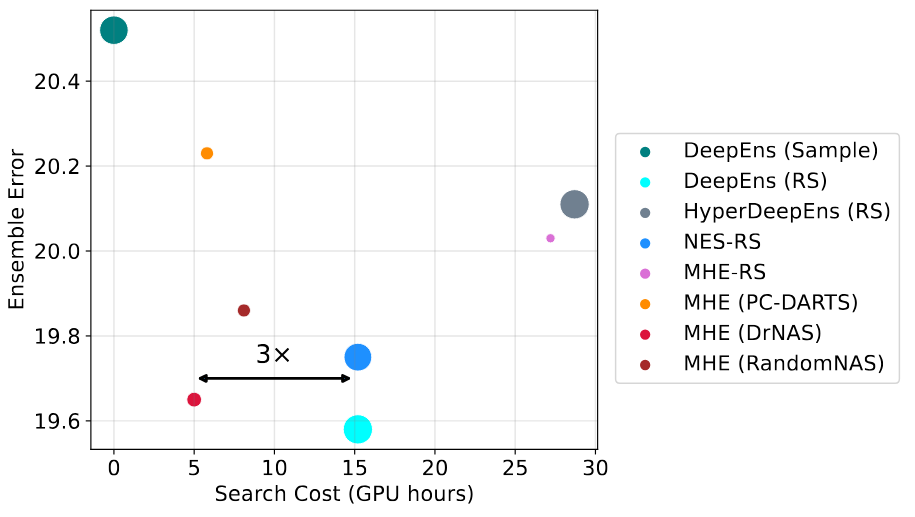 Ensemble Error
20.4
20.2
20.0
19.8
19.6
3×
0 5 10 15 20 25 30
Search Cost (GPU hours)
DeepEns (Sample)
DeepEns (RS)
HyperDeepEns (RS)
NES-RS
MHE-RS
MHE (PC-DARTS)
MHE (DrNAS)
MHE (RandomNAS)